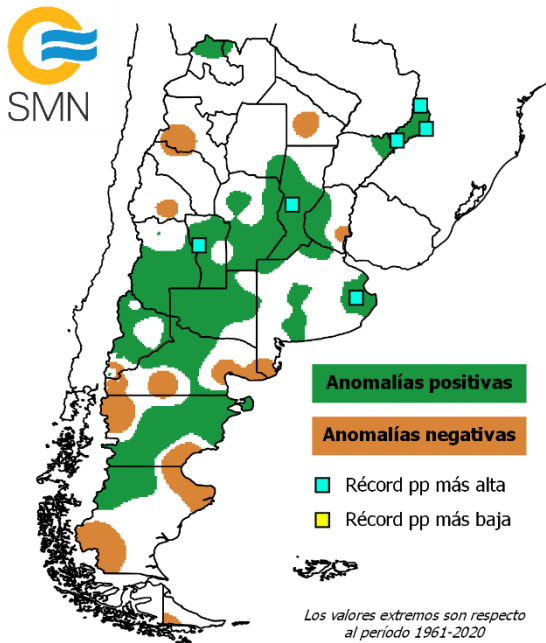 SMN
Anomalías positivas
Anomalías negativas
Récord pp más alta
Récord pp más baja
Los valores extremos son respecto
al período 1961-2020